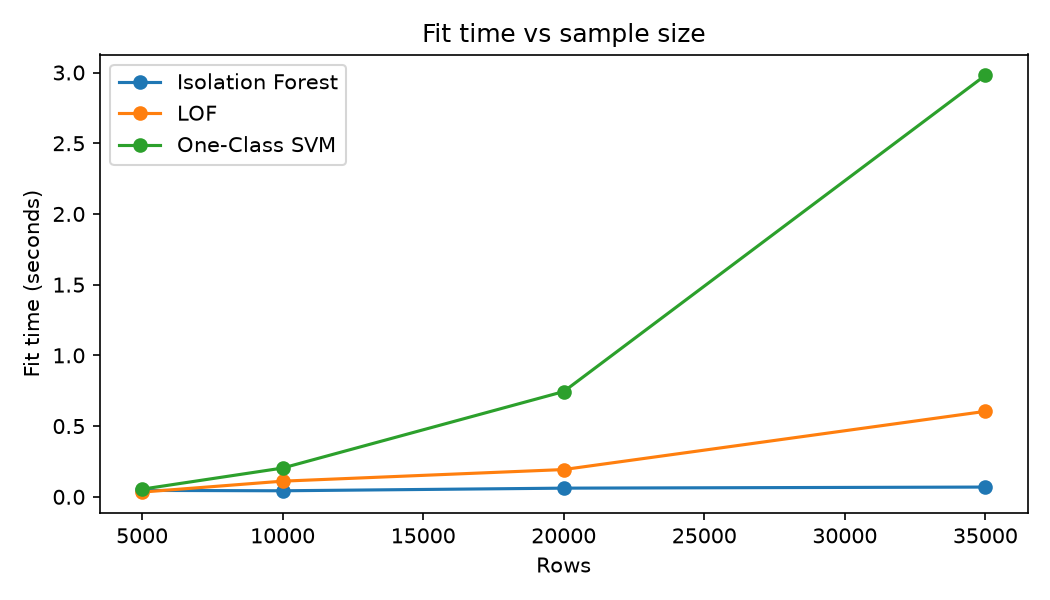 Fit time vs sample size
Isolation Forest
LOF
One-Class SVM
Fit time (seconds)
3.0
2.5
2.0
1.5
1.0
0.5
0.0
5000 10000 15000 20000 25000 30000 35000
Rows